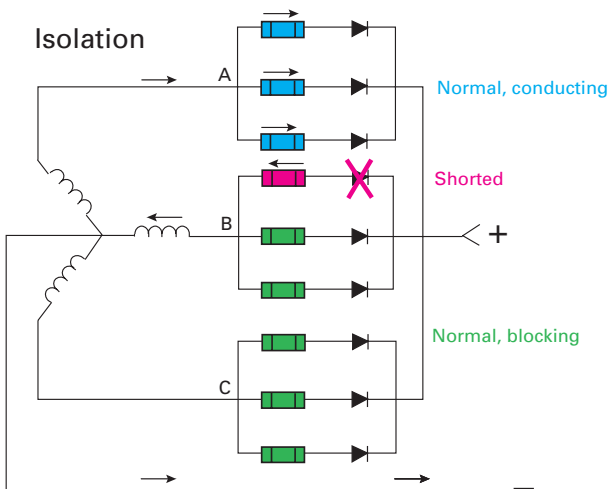 Isolation
A
Normal, conducting
Shorted
B
+
Normal, blocking
C
–